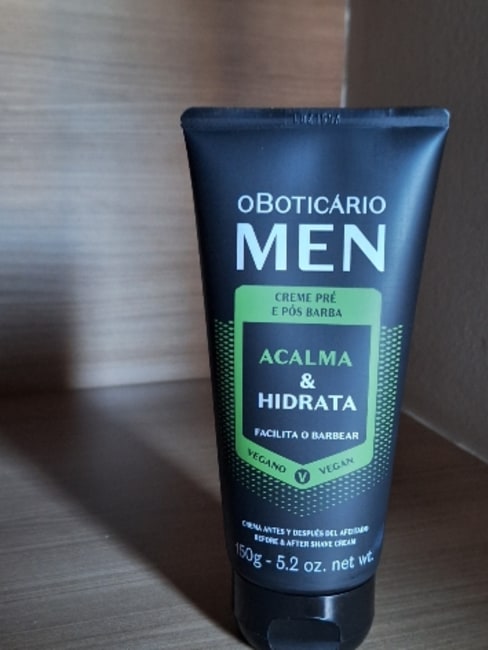 oBOTICÁRIO
MEN
CREME PRÉ
E PÓS BARBA
ACALMA
&
HIDRATA
FACILITA O BARBEAR
VEGANO V VEGAN
CREMA ANTES Y DESPUÉS DEL AFEITADO
BEFORE & AFTER SHAVE CREAM
150g - 5.2 oz. net wt.